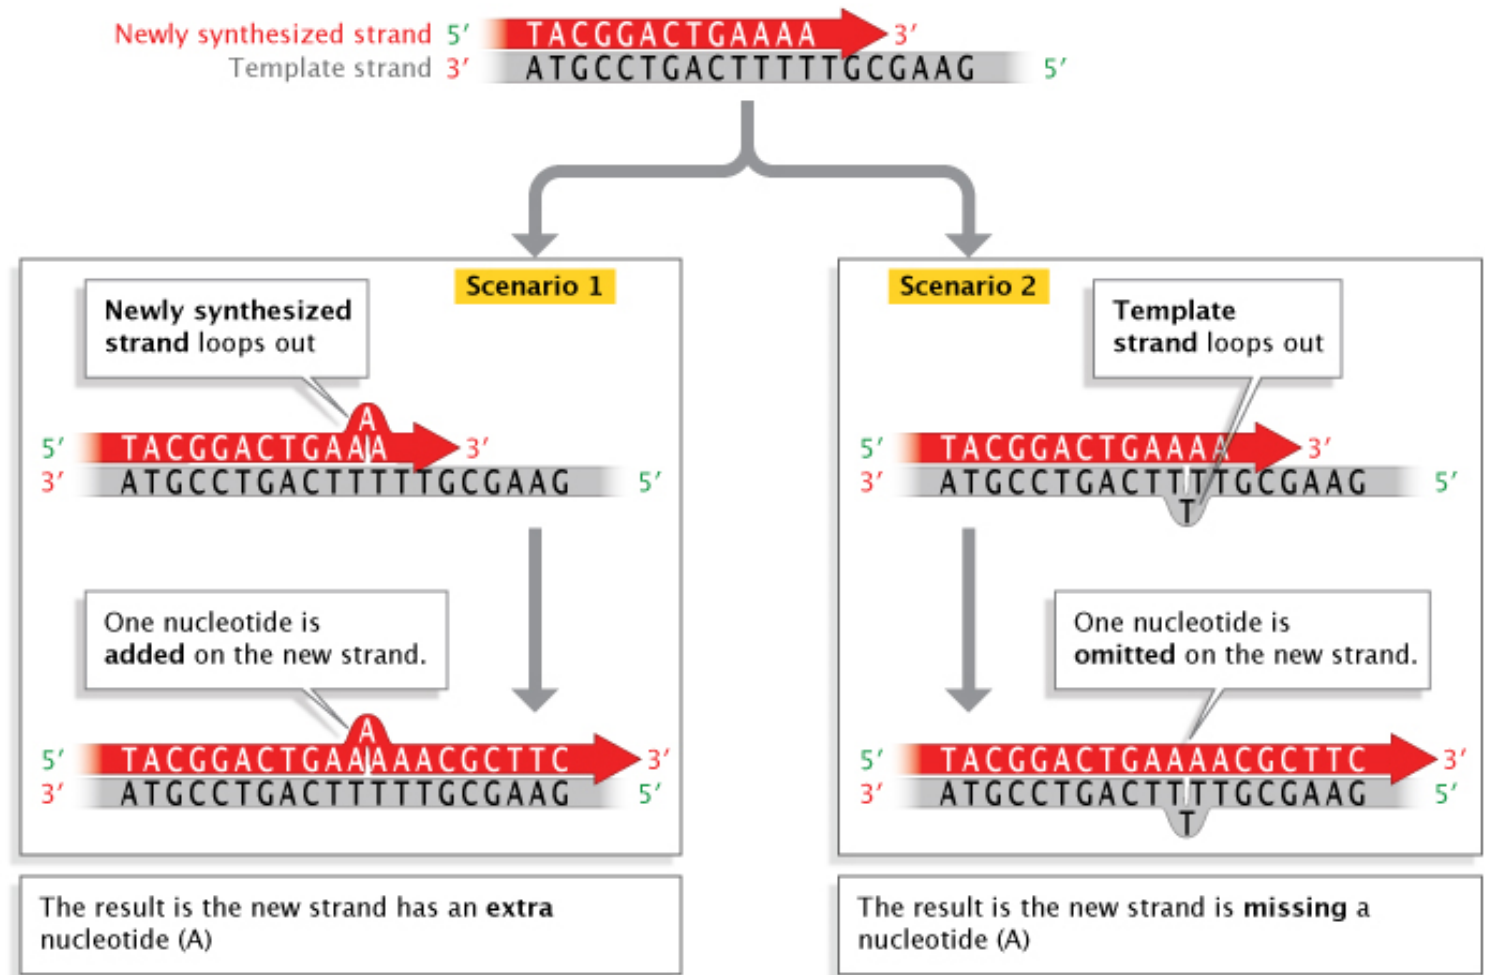 Newly synthesized strand 5′ TACGGACTGAAAA 3′
Template strand 3′ ATGCCTGACTTTTTGCGAAG 5′
Scenario 1
Newly synthesized
strand loops out
A
5′ TACGGACTGAAA 3′
3′ ATGCCTGACTTTTTGCGAAG 5′
One nucleotide is
added on the new strand.
A
5′ TACGGACTGAAAAACGCTTC 3′
3′ ATGCCTGACTTTTTGCGAAG 5′
The result is the new strand has an extra
nucleotide (A)
Scenario 2
Template
strand loops out
5′ TACGGACTGAAAA 3′
3′ ATGCCTGACTTTTGCGAAG 5′
T
One nucleotide is
omitted on the new strand.
5′ TACGGACTGAAAACGCTTC 3′
3′ ATGCCTGACTTTTGCGAAG 5′
T
The result is the new strand is missing a
nucleotide (A)